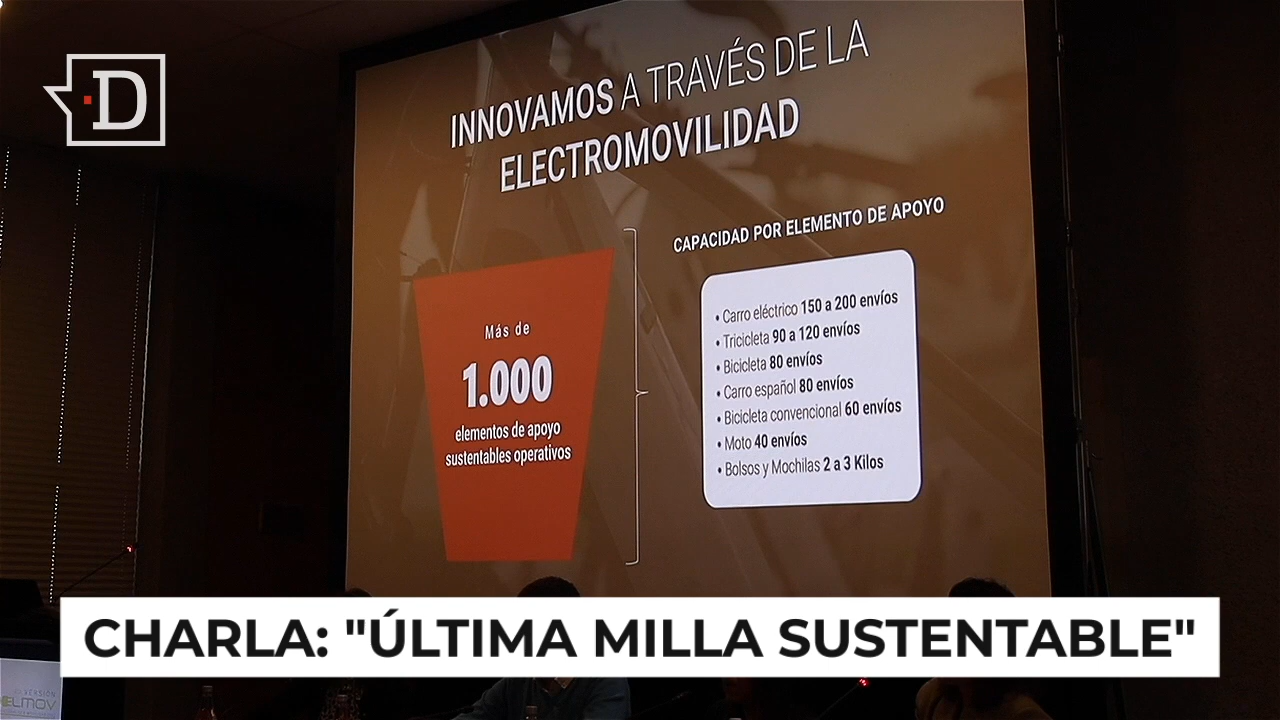 D
INNOVAMOS A TRAVÉS DE LA
ELECTROMOVILIDAD
CAPACIDAD POR ELEMENTO DE APOYO
Más de
1.000
elementos de apoyo
sustentables operativos
• Carro eléctrico 150 a 200 envíos
• Tricicleta 90 a 120 envíos
• Bicicleta 80 envíos
• Carro español 80 envíos
• Bicicleta convencional 60 envíos
• Moto 40 envíos
• Bolsos y Mochilas 2 a 3 Kilos
CHARLA: "ÚLTIMA MILLA SUSTENTABLE"
ELMOV